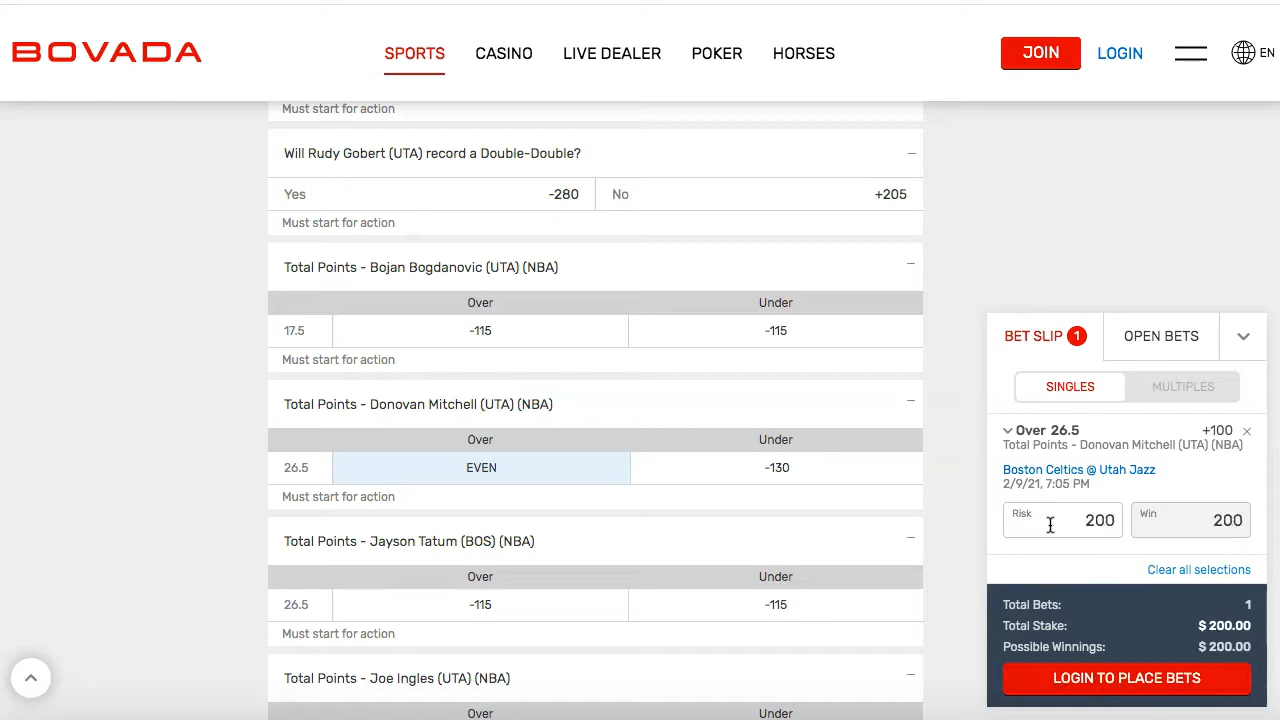 BOVADA
SPORTS CASINO LIVE DEALER POKER HORSES
JOIN LOGIN EN
Must start for action
Will Rudy Gobert (UTA) record a Double-Double?
Yes -280 No +205
Must start for action
Total Points - Bojan Bogdanovic (UTA) (NBA)
Over Under
17.5 -115 -115
Must start for action
Total Points - Donovan Mitchell (UTA) (NBA)
Over Under
26.5 EVEN -130
Must start for action
Total Points - Jayson Tatum (BOS) (NBA)
Over Under
26.5 -115 -115
Must start for action
Total Points - Joe Ingles (UTA) (NBA)
Over Under
BET SLIP 1 OPEN BETS
SINGLES MULTIPLES
Over 26.5 +100
Total Points - Donovan Mitchell (UTA) (NBA)
Boston Celtics @ Utah Jazz
2/9/21, 7:05 PM
Risk 200 Win 200
Clear all selections
Total Bets: 1
Total Stake: $ 200.00
Possible Winnings: $ 200.00
LOGIN TO PLACE BETS